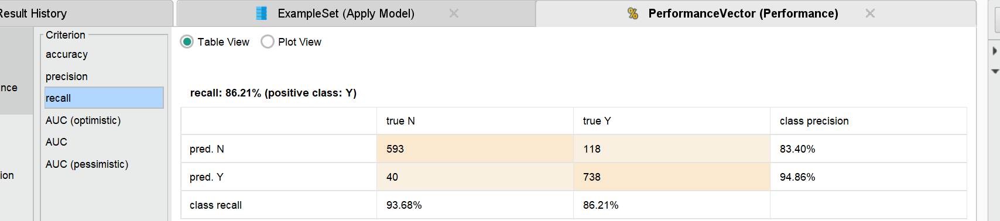 Result History
ExampleSet (Apply Model)
PerformanceVector (Performance)
nce
ion
Criterion
accuracy
precision
recall
AUC (optimistic)
AUC
AUC (pessimistic)
Table View Plot View
recall: 86.21% (positive class: Y)
true N true Y class precision
pred. N 593 118 83.40%
pred. Y 40 738 94.86%
class recall 93.68% 86.21%